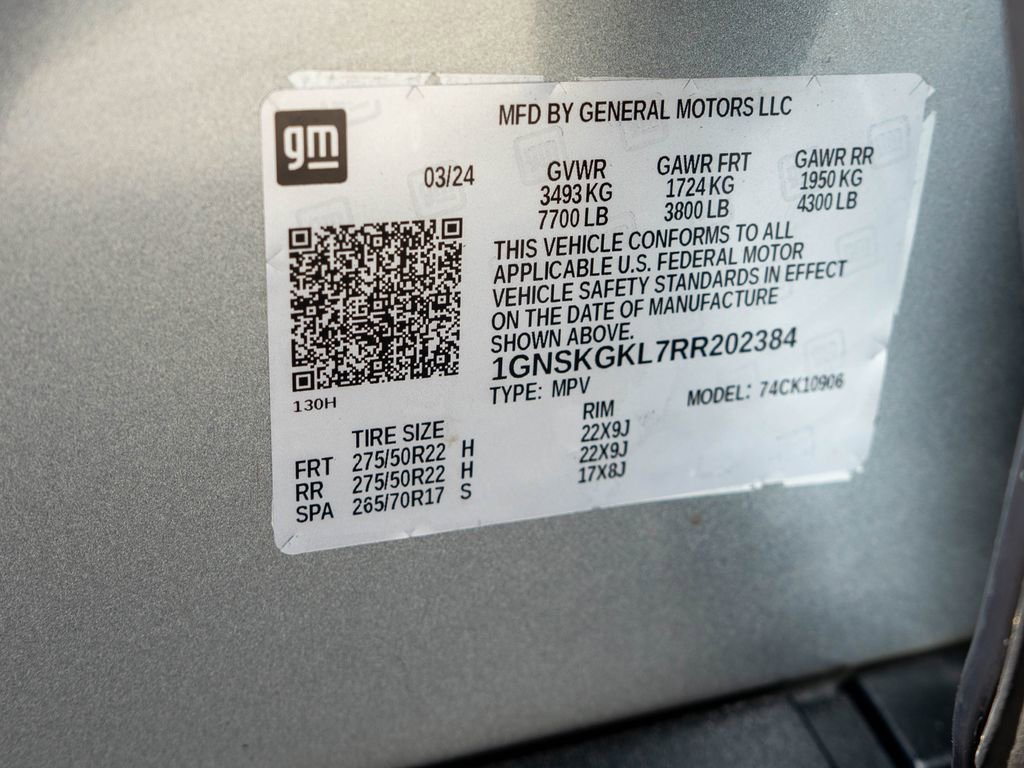 gm
MFD BY GENERAL MOTORS LLC
03/24
GVWR GAWR FRT GAWR RR
3493 KG 1724 KG 1950 KG
7700 LB 3800 LB 4300 LB
THIS VEHICLE CONFORMS TO ALL
APPLICABLE U.S. FEDERAL MOTOR
VEHICLE SAFETY STANDARDS IN EFFECT
ON THE DATE OF MANUFACTURE
SHOWN ABOVE.
1GNSKGKL7RR202384
TYPE: MPV MODEL: 74CK10906
130H
TIRE SIZE RIM
FRT 275/50R22 H 22X9J
RR 275/50R22 H 22X9J
SPA 265/70R17 S 17X8J